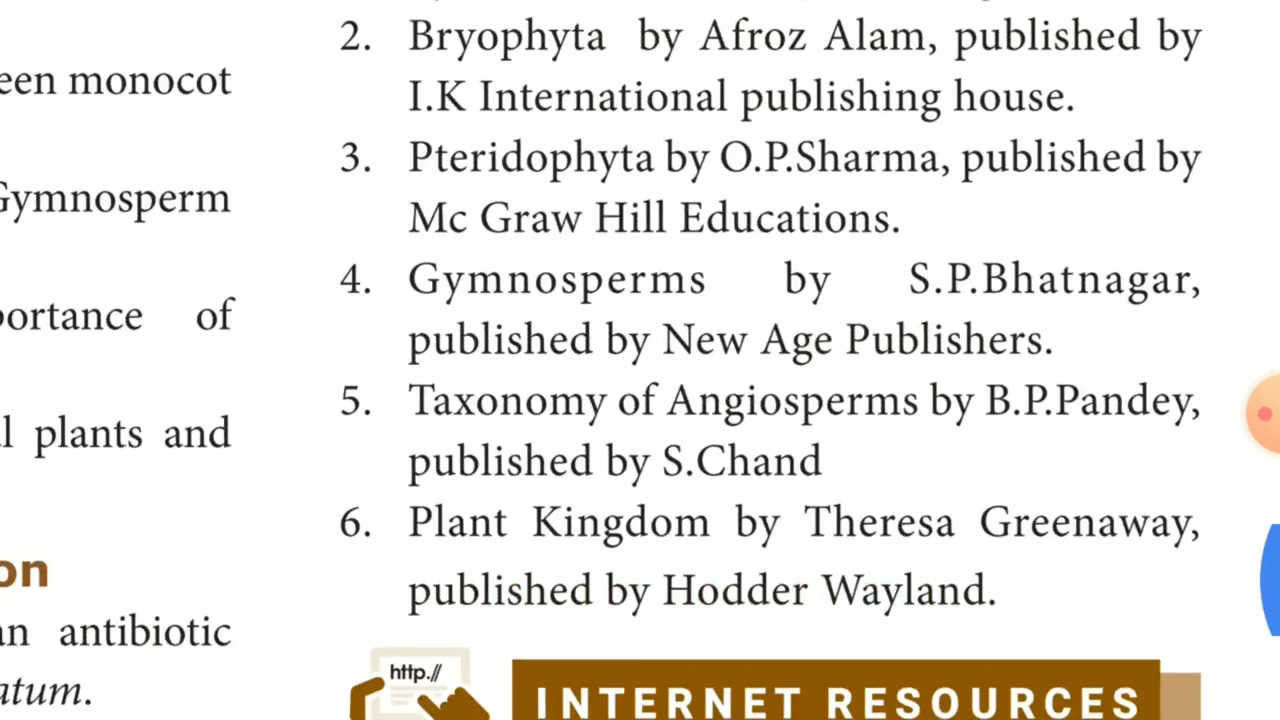 een monocot
Gymnosperm
portance of
l plants and
on
an antibiotic
atum.
2. Bryophyta by Afroz Alam, published by
I.K International publishing house.
3. Pteridophyta by O.P.Sharma, published by
Mc Graw Hill Educations.
4. Gymnosperms by S.P.Bhatnagar,
published by New Age Publishers.
5. Taxonomy of Angiosperms by B.P.Pandey,
published by S.Chand
6. Plant Kingdom by Theresa Greenaway,
published by Hodder Wayland.
http://
INTERNET RESOURCES